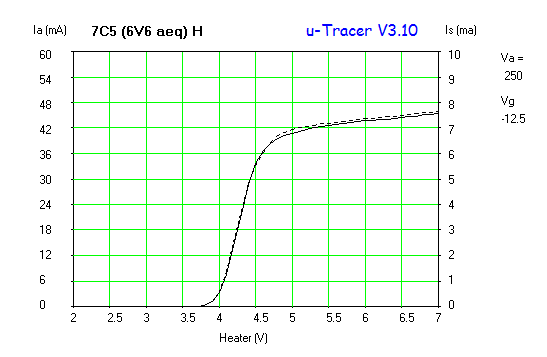 Ia (mA) 7C5 (6V6 aeq) H u-Tracer V3.10 Is (ma)
60 10
54 9
48 8
42 7
36 6
30 5
24 4
18 3
12 2
6 1
0 0
2 2.5 3 3.5 4 4.5 5 5.5 6 6.5 7
Heater (V)
Va =
250
Vg
-12.5